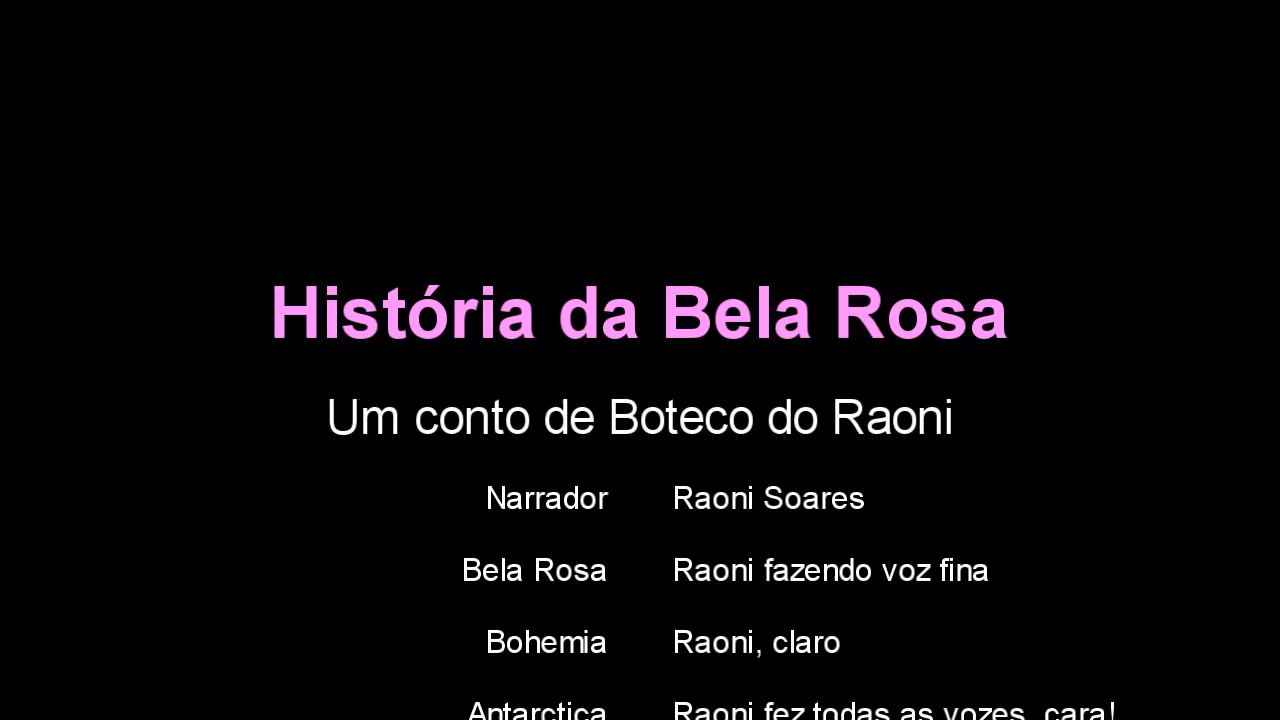 História da Bela Rosa
Um conto de Boteco do Raoni
Narrador Raoni Soares
Bela Rosa Raoni fazendo voz fina
Bohemia Raoni, claro
Antarctica Raoni fez todas as vozes, cara!